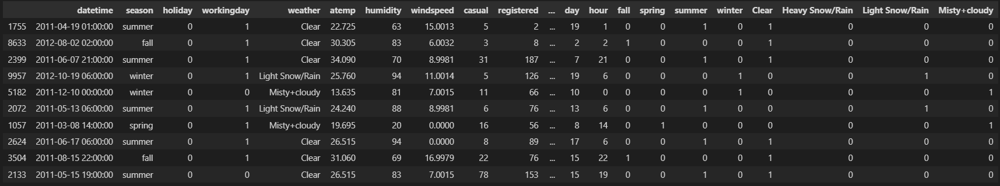 datetime season holiday workingday weather atemp humidity windspeed casual registered ... day hour fall spring summer winter Clear Heavy Snow/Rain Light Snow/Rain Misty+cloudy
1755 2011-04-19 01:00:00 summer 0 1 Clear 22.725 63 15.0013 5 2 ... 19 1 0 0 1 0 1 0 0 0
8633 2012-08-02 02:00:00 fall 0 1 Clear 30.305 83 6.0032 3 8 ... 2 2 1 0 0 0 1 0 0 0
2399 2011-06-07 21:00:00 summer 0 1 Clear 34.090 70 8.9981 31 187 ... 7 21 0 0 1 0 1 0 0 0
9957 2012-10-19 06:00:00 winter 0 1 Light Snow/Rain 25.760 94 11.0014 5 126 ... 19 6 0 0 0 1 0 0 1 0
5182 2011-12-10 00:00:00 winter 0 0 Misty+cloudy 13.635 81 7.0015 11 66 ... 10 0 0 0 0 1 0 0 0 1
2072 2011-05-13 06:00:00 summer 0 1 Light Snow/Rain 24.240 88 8.9981 6 76 ... 13 6 0 0 1 0 0 0 1 0
1057 2011-03-08 14:00:00 spring 0 1 Misty+cloudy 19.695 20 0.0000 16 56 ... 8 14 0 1 0 0 0 0 0 1
2624 2011-06-17 06:00:00 summer 0 1 Clear 26.515 94 0.0000 8 89 ... 17 6 0 0 1 0 1 0 0 0
3504 2011-08-15 22:00:00 fall 0 1 Clear 31.060 69 16.9979 22 76 ... 15 22 1 0 0 0 1 0 0 0
2133 2011-05-15 19:00:00 summer 0 0 Clear 26.515 83 7.0015 78 153 ... 15 19 0 0 1 0 1 0 0 0